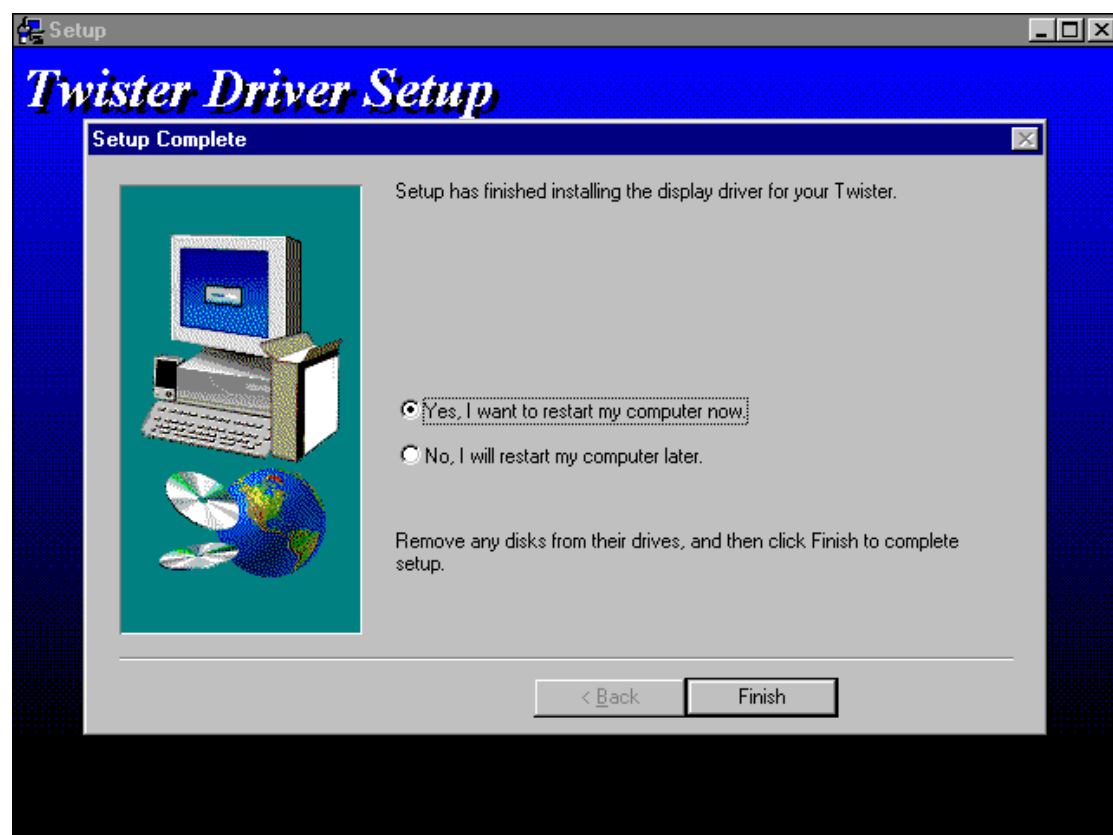 Setup
Twister Driver Setup
Setup Complete
Setup has finished installing the display driver for your Twister.
Yes, I want to restart my computer now.
No, I will restart my computer later.
Remove any disks from their drives, and then click Finish to complete
setup.
< Back
Finish